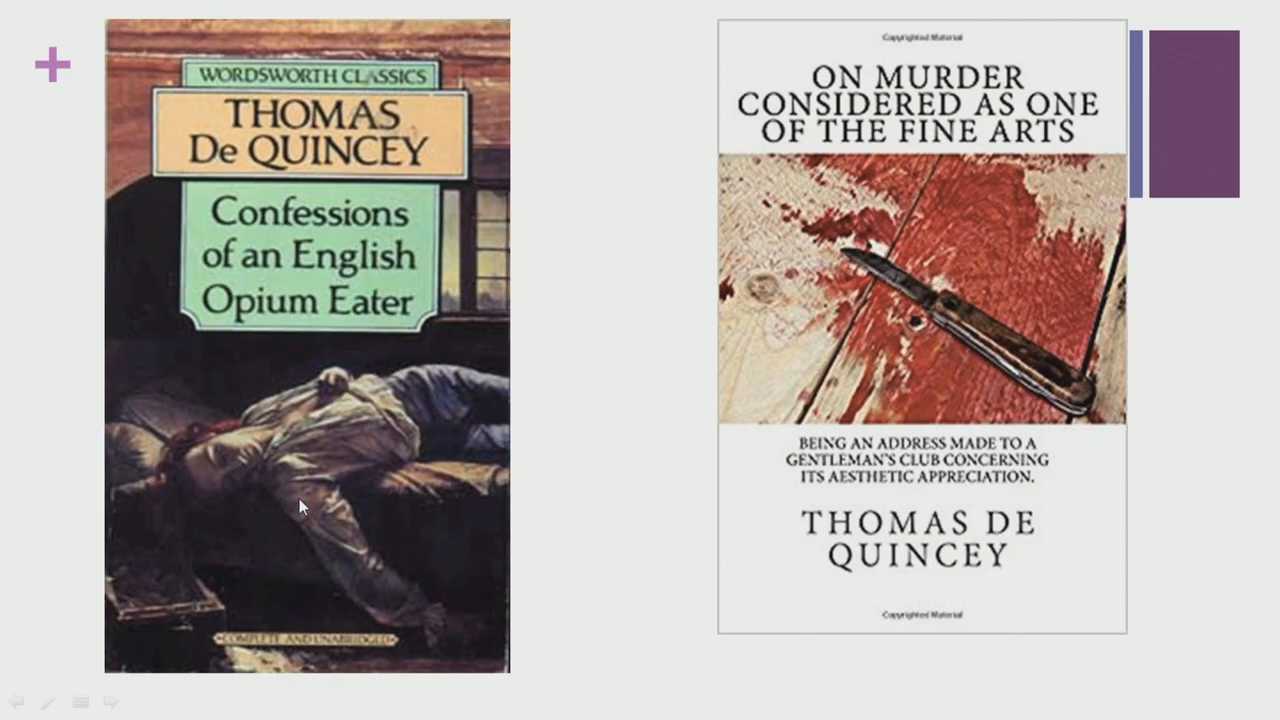 WORDSWORTH CLASSICS
THOMAS
De QUINCEY
Confessions
of an English
Opium Eater
COMPLETE AND UNABRIDGED
Copyrighted Material
ON MURDER
CONSIDERED AS ONE
OF THE FINE ARTS
BEING AN ADDRESS MADE TO A
GENTLEMAN'S CLUB CONCERNING
ITS AESTHETIC APPRECIATION.
THOMAS DE
QUINCEY
Copyrighted Material